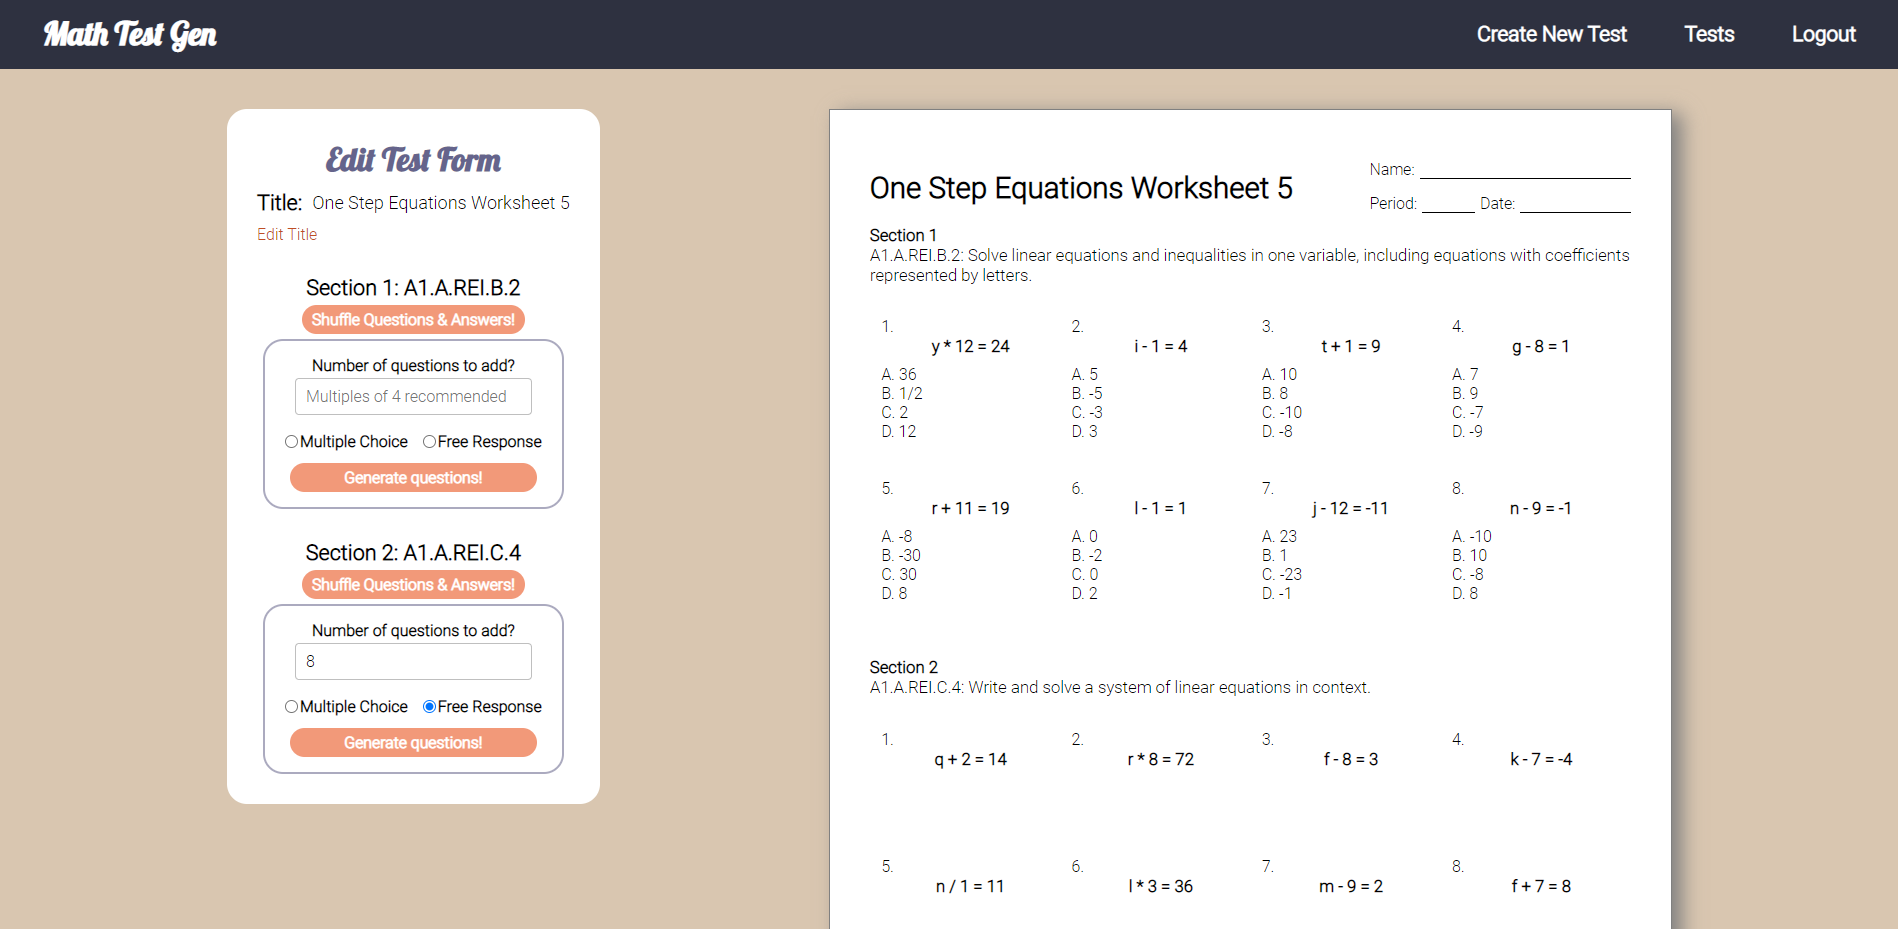 Math Test Gen
Create New Test
Tests
Logout
Edit Test Form
Title: One Step Equations Worksheet 5
Edit Title
Section 1: A1.A.REI.B.2
Shuffle Questions & Answers!
Number of questions to add?
Multiples of 4 recommended
Multiple Choice Free Response
Generate questions!
Section 2: A1.A.REI.C.4
Shuffle Questions & Answers!
Number of questions to add?
8
Multiple Choice Free Response
Generate questions!
Name:
One Step Equations Worksheet 5
Period: Date:
Section 1
A1.A.REI.B.2: Solve linear equations and inequalities in one variable, including equations with coefficients
represented by letters.
1.
y * 12 = 24
A. 36
B. 1/2
C. 2
D. 12
2.
i - 1 = 4
A. 5
B. -5
C. -3
D. 3
3.
t + 1 = 9
A. 10
B. 8
C. -10
D. -8
4.
g - 8 = 1
A. 7
B. 9
C. -7
D. -9
5.
r + 11 = 19
A. -8
B. -30
C. 30
D. 8
6.
l - 1 = 1
A. 0
B. -2
C. 0
D. 2
7.
j - 12 = -11
A. 23
B. 1
C. -23
D. -1
8.
n - 9 = -1
A. -10
B. 10
C. -8
D. 8
Section 2
A1.A.REI.C.4: Write and solve a system of linear equations in context.
1.
q + 2 = 14
2.
r * 8 = 72
3.
f - 8 = 3
4.
k - 7 = -4
5.
n / 1 = 11
6.
l * 3 = 36
7.
m - 9 = 2
8.
f + 7 = 8